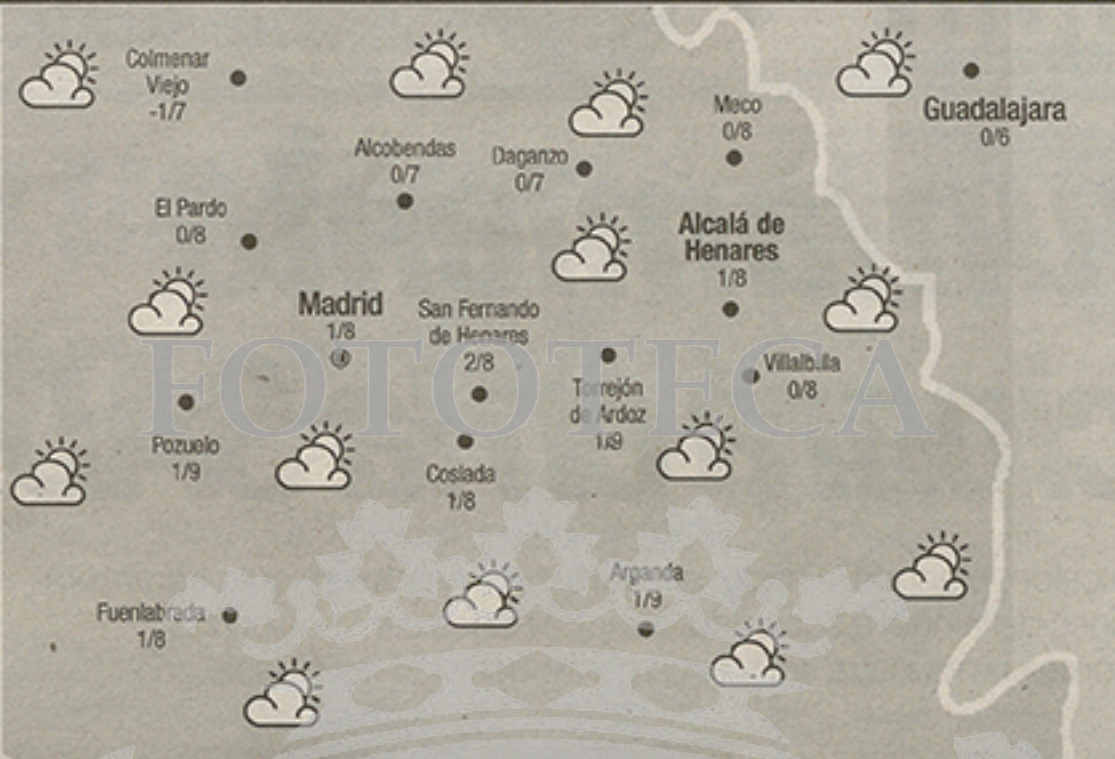 Colmenar
Viejo
-1/7
Guadalajara
0/6
Meco
0/8
Alcobendas
0/7
Daganzo
0/7
El Pardo
0/8
Alcalá de
Henares
1/8
Madrid
1/8
San Fernando
de Henares
2/8
FOTOTECA
Torrejón
de Ardoz
1/9
Villalbilla
0/8
Pozuelo
1/9
Coslada
1/8
Arganda
1/9
Fuenlabrada
1/8